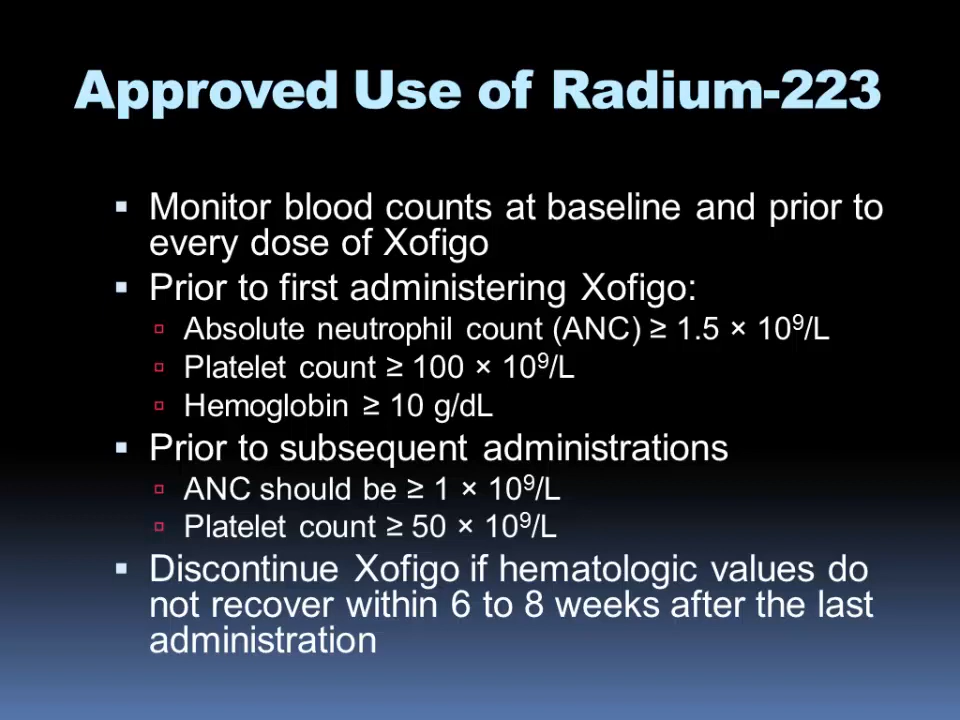 Approved Use of Radium-223
▪ Monitor blood counts at baseline and prior to
every dose of Xofigo
▪ Prior to first administering Xofigo:
▫ Absolute neutrophil count (ANC) ≥ 1.5 × 10⁹/L
▫ Platelet count ≥ 100 × 10⁹/L
▫ Hemoglobin ≥ 10 g/dL
▪ Prior to subsequent administrations
▫ ANC should be ≥ 1 × 10⁹/L
▫ Platelet count ≥ 50 × 10⁹/L
▪ Discontinue Xofigo if hematologic values do
not recover within 6 to 8 weeks after the last
administration